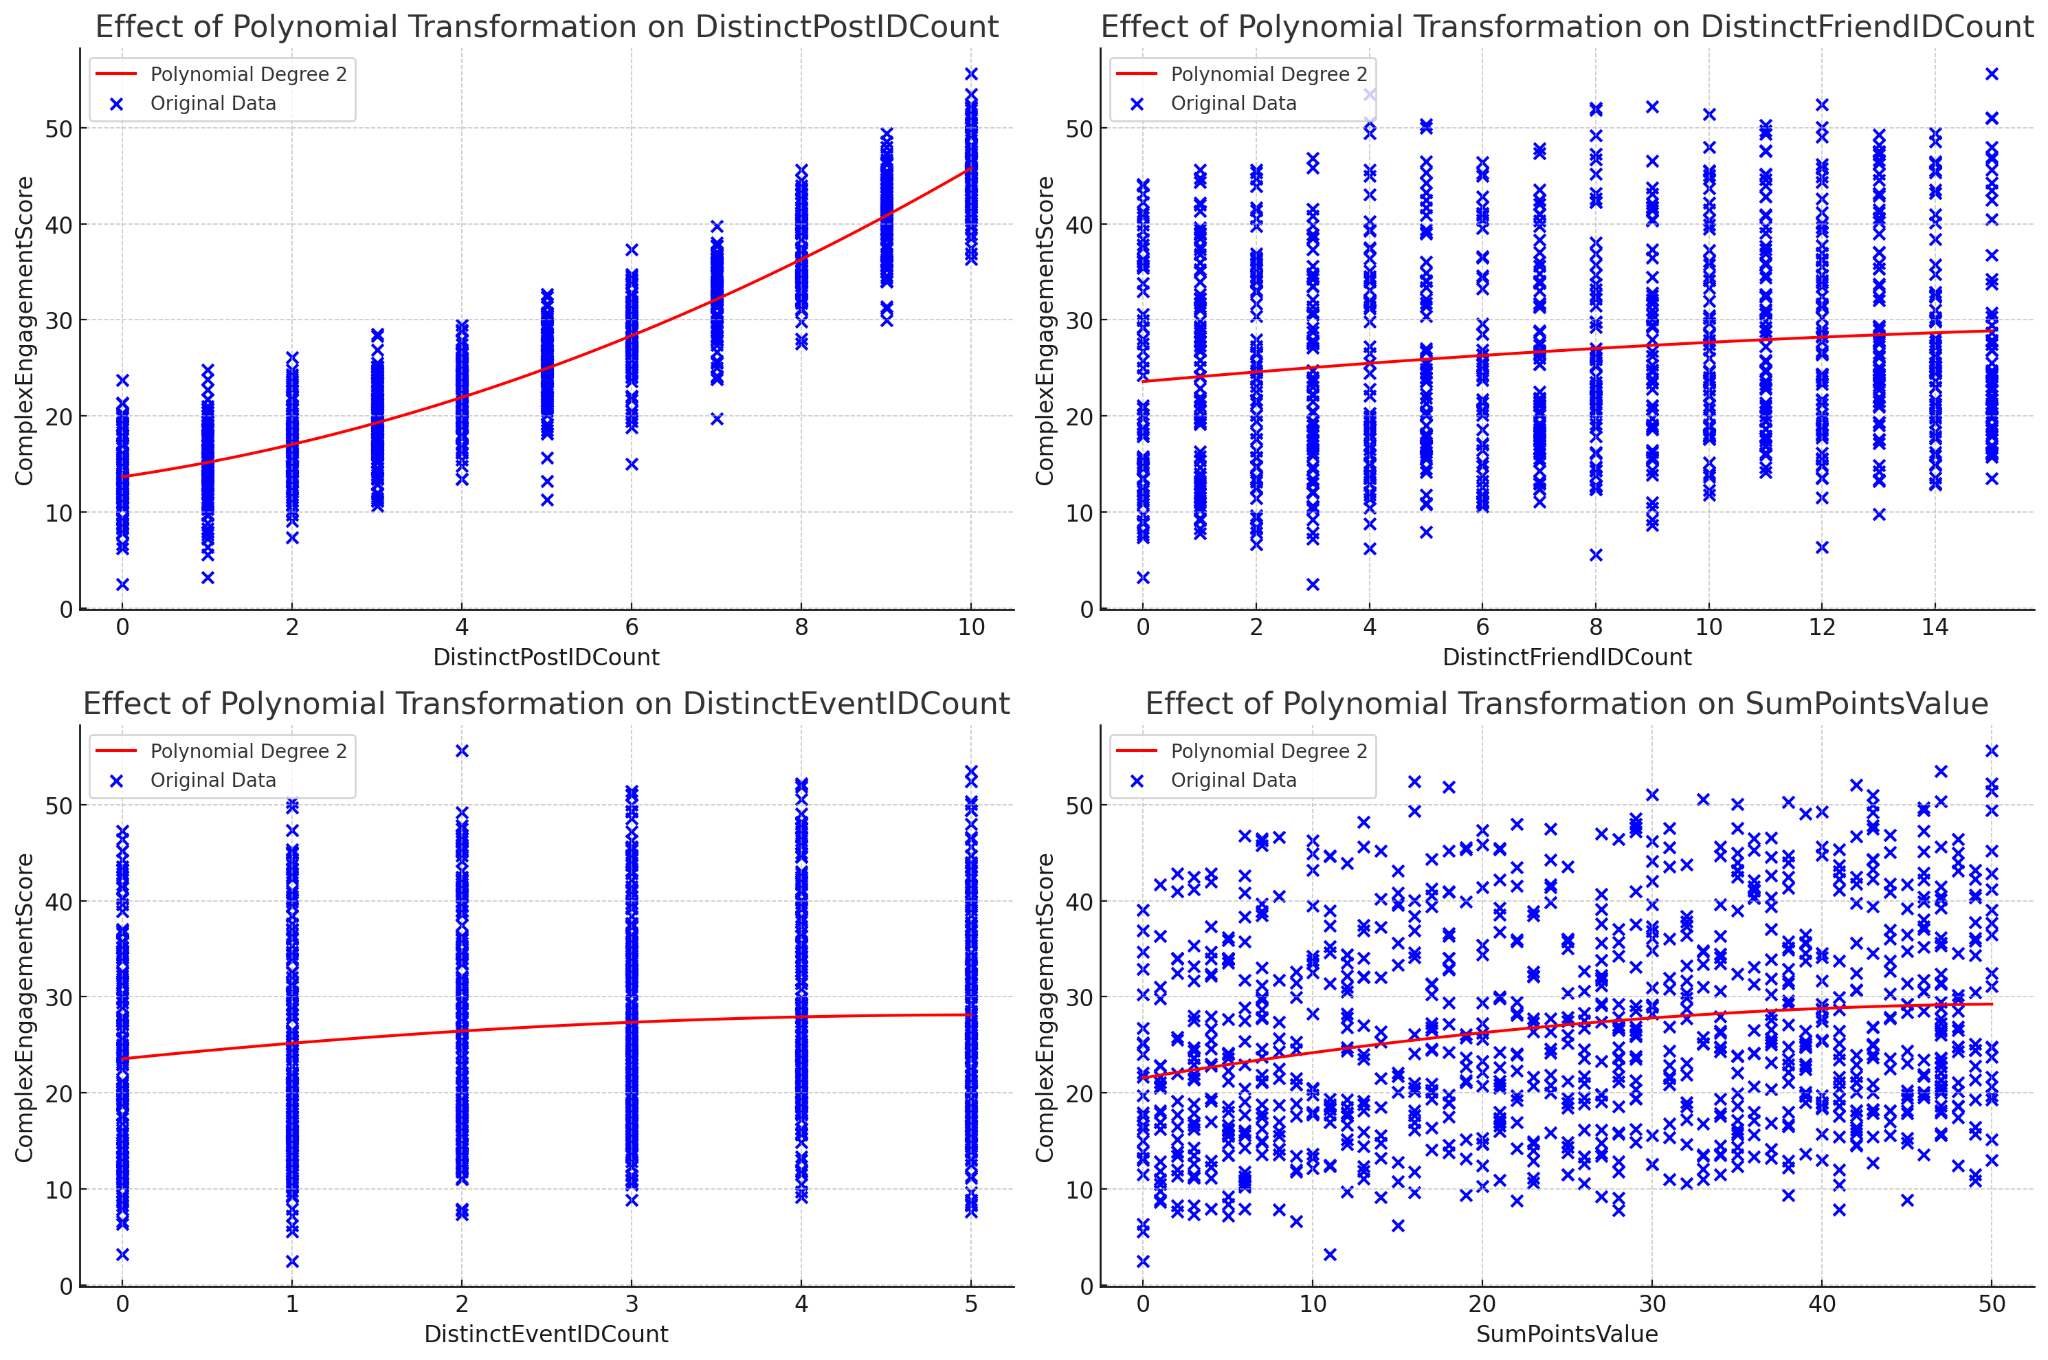 Effect of Polynomial Transformation on DistinctPostIDCount
Polynomial Degree 2
Original Data
ComplexEngagementScore
50
40
30
20
10
0
0 2 4 6 8 10
DistinctPostIDCount
Effect of Polynomial Transformation on DistinctFriendIDCount
Polynomial Degree 2
Original Data
ComplexEngagementScore
50
40
30
20
10
0
0 2 4 6 8 10 12 14
DistinctFriendIDCount
Effect of Polynomial Transformation on DistinctEventIDCount
Polynomial Degree 2
Original Data
ComplexEngagementScore
50
40
30
20
10
0
0 1 2 3 4 5
DistinctEventIDCount
Effect of Polynomial Transformation on SumPointsValue
Polynomial Degree 2
Original Data
ComplexEngagementScore
50
40
30
20
10
0
0 10 20 30 40 50
SumPointsValue